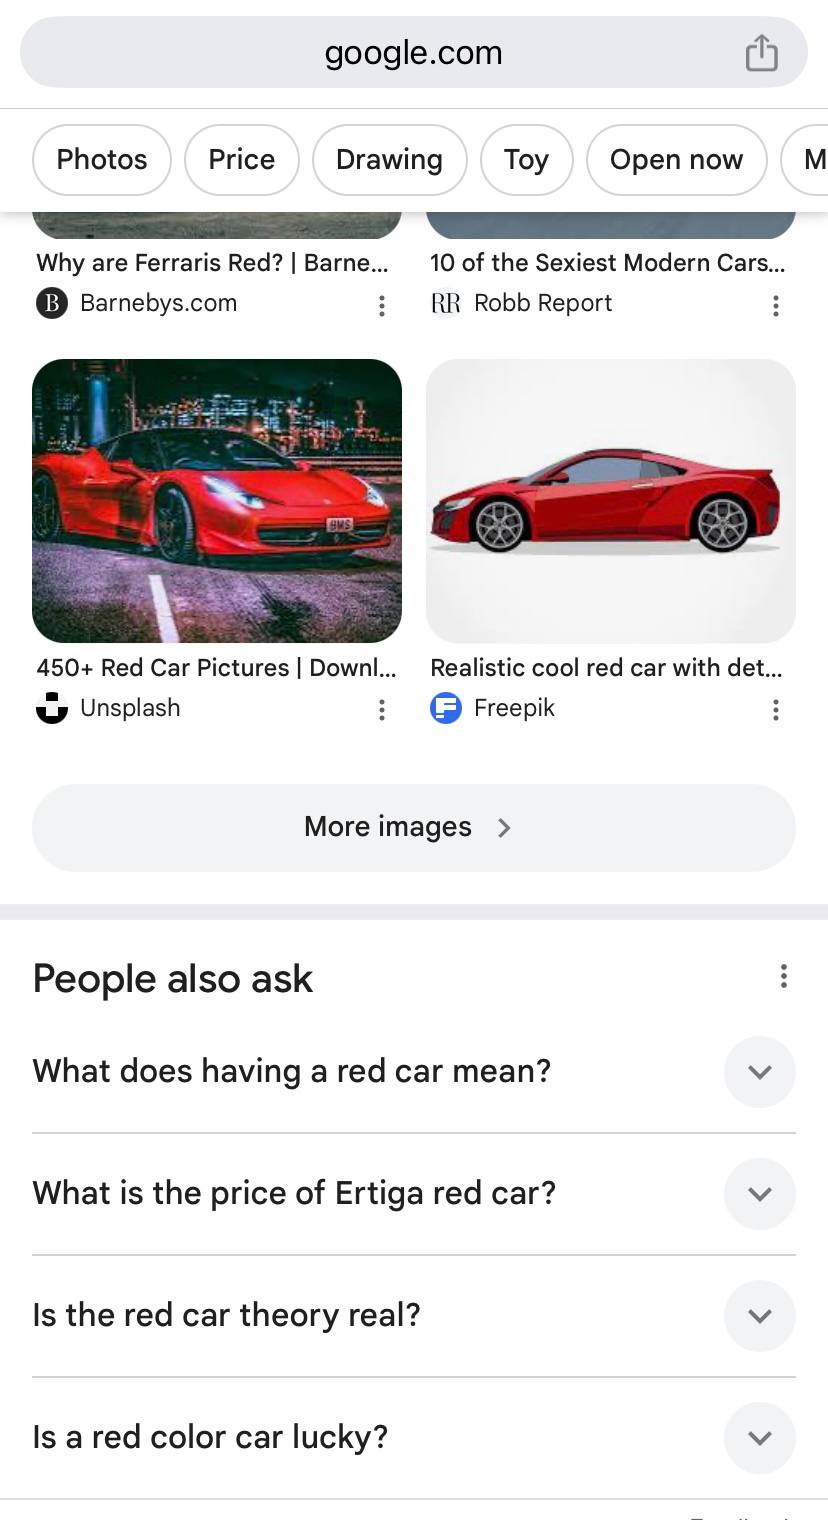 google.com
Photos Price Drawing Toy Open now M
Why are Ferraris Red? | Barne... 10 of the Sexiest Modern Cars...
B Barnebys.com RR Robb Report
BMS
450+ Red Car Pictures | Downl... Realistic cool red car with det...
Unsplash Freepik
More images
People also ask
What does having a red car mean?
What is the price of Ertiga red car?
Is the red car theory real?
Is a red color car lucky?